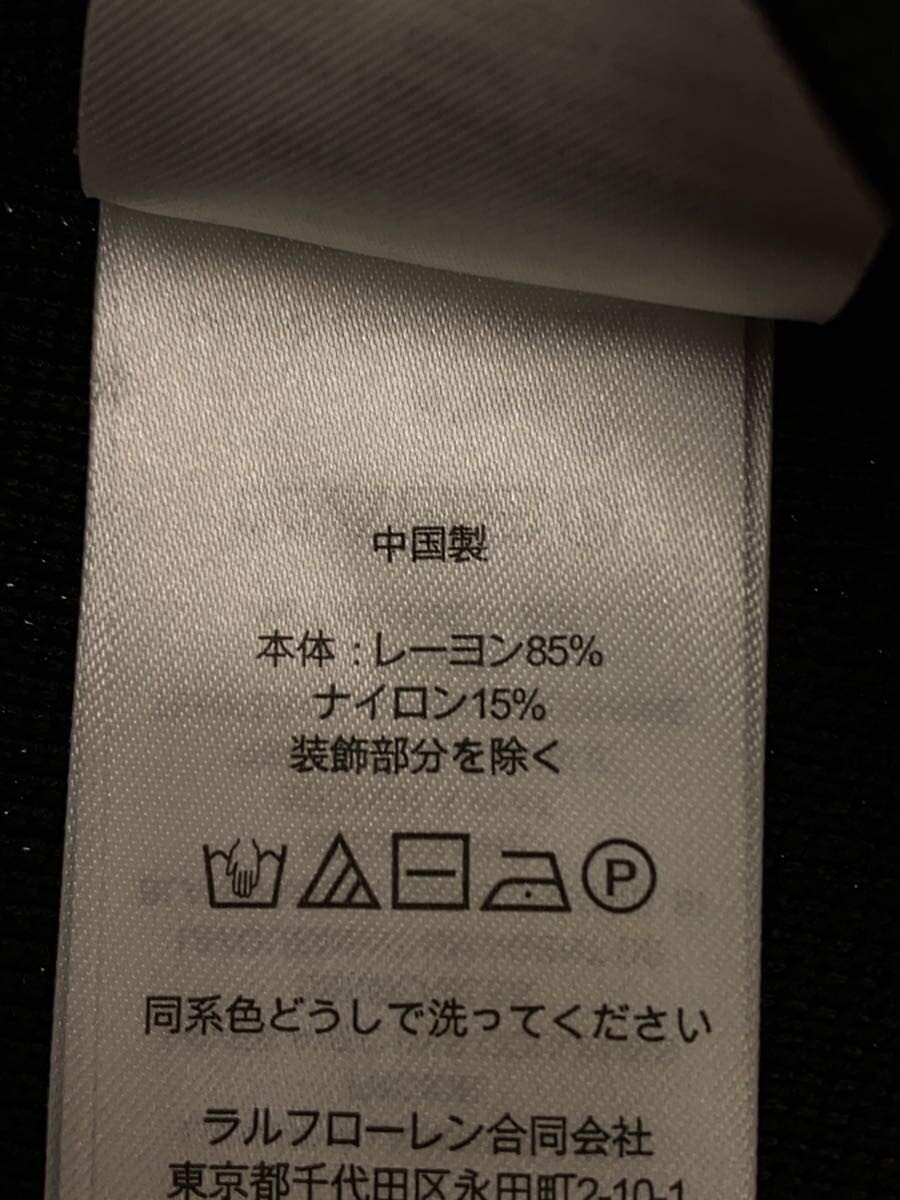 中国製
本体:レーヨン85%
ナイロン15%
装飾部分を除く
P
同系色どうしで洗ってください
ラルフローレン合同会社
東京都千代田区永田町2-10-1